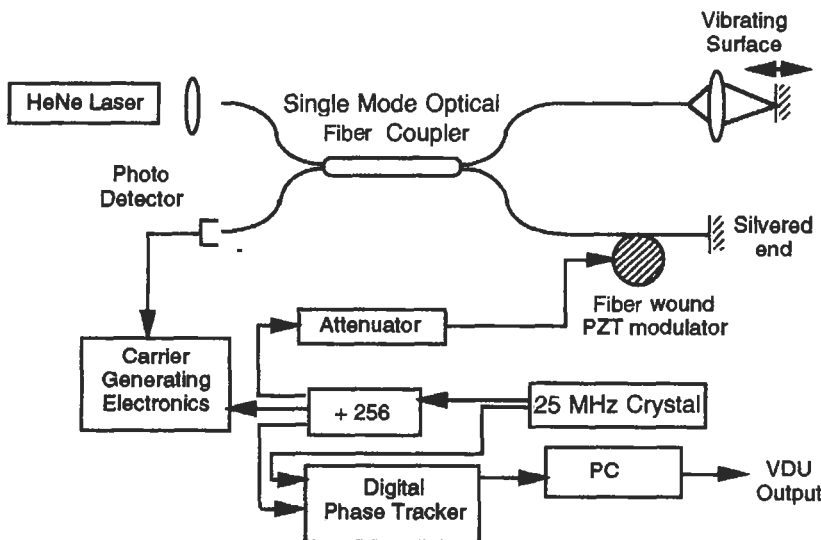 Vibrating
Surface
HeNe Laser
Single Mode Optical
Fiber Coupler
Photo
Detector
Silvered
end
Fiber wound
PZT modulator
Attenuator
Carrier
Generating
Electronics
+ 256
25 MHz Crystal
Digital
Phase Tracker
PC
VDU
Output